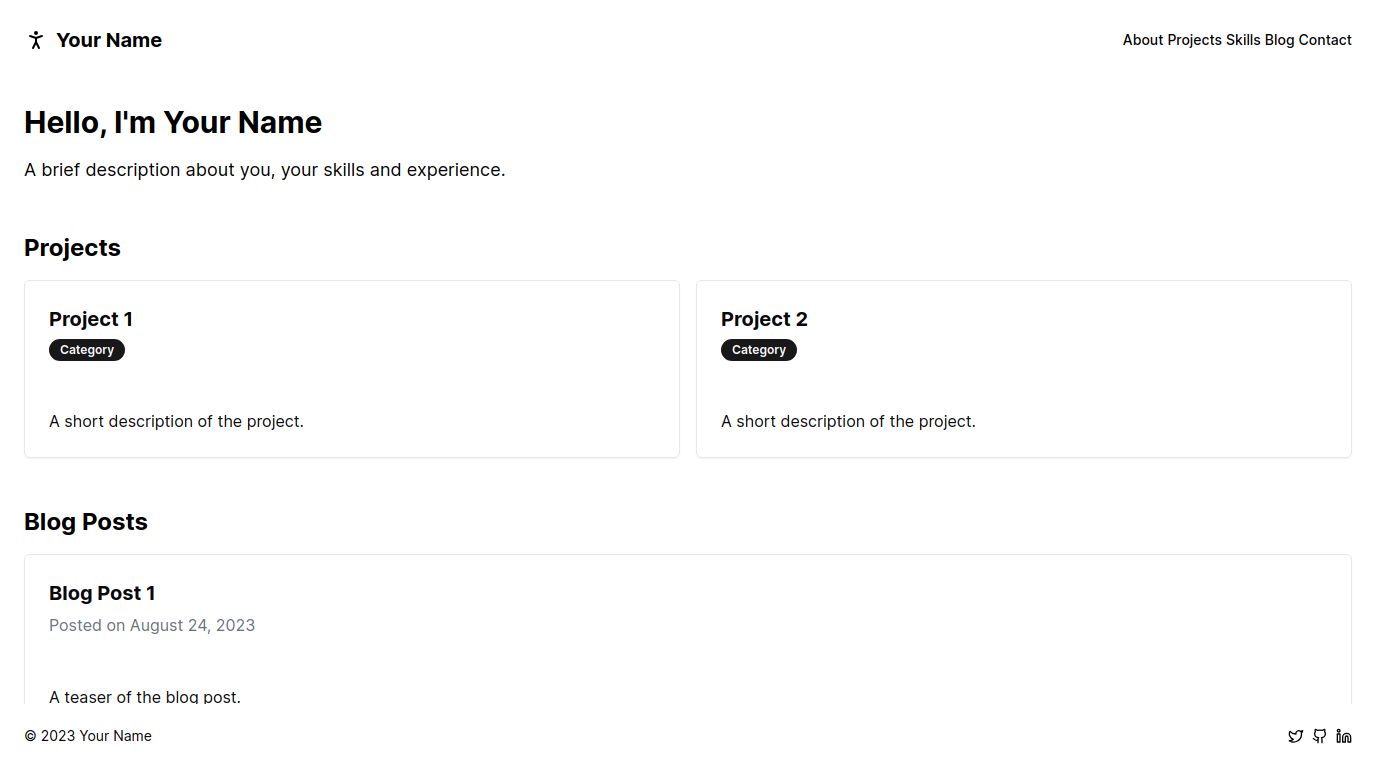 Your Name
About Projects Skills Blog Contact
Hello, I'm Your Name
A brief description about you, your skills and experience.
Projects
Project 1
Category
A short description of the project.
Project 2
Category
A short description of the project.
Blog Posts
Blog Post 1
Posted on August 24, 2023
A teaser of the blog post.
© 2023 Your Name